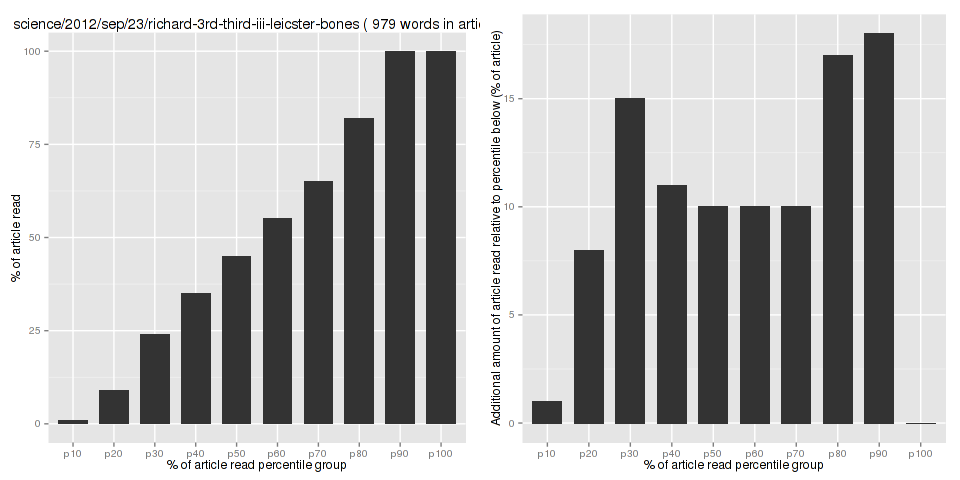 science/2012/sep/23/richard-3rd-third-iii-leicster-bones ( 979 words in arti
% of article read
100
75
50
25
0
p10 p20 p30 p40 p50 p60 p70 p80 p90 p100
% of article read percentile group
Additional amount of article read relative to percentile below (% of article)
15
10
5
0
p10 p20 p30 p40 p50 p60 p70 p80 p90 p100
% of article read percentile group